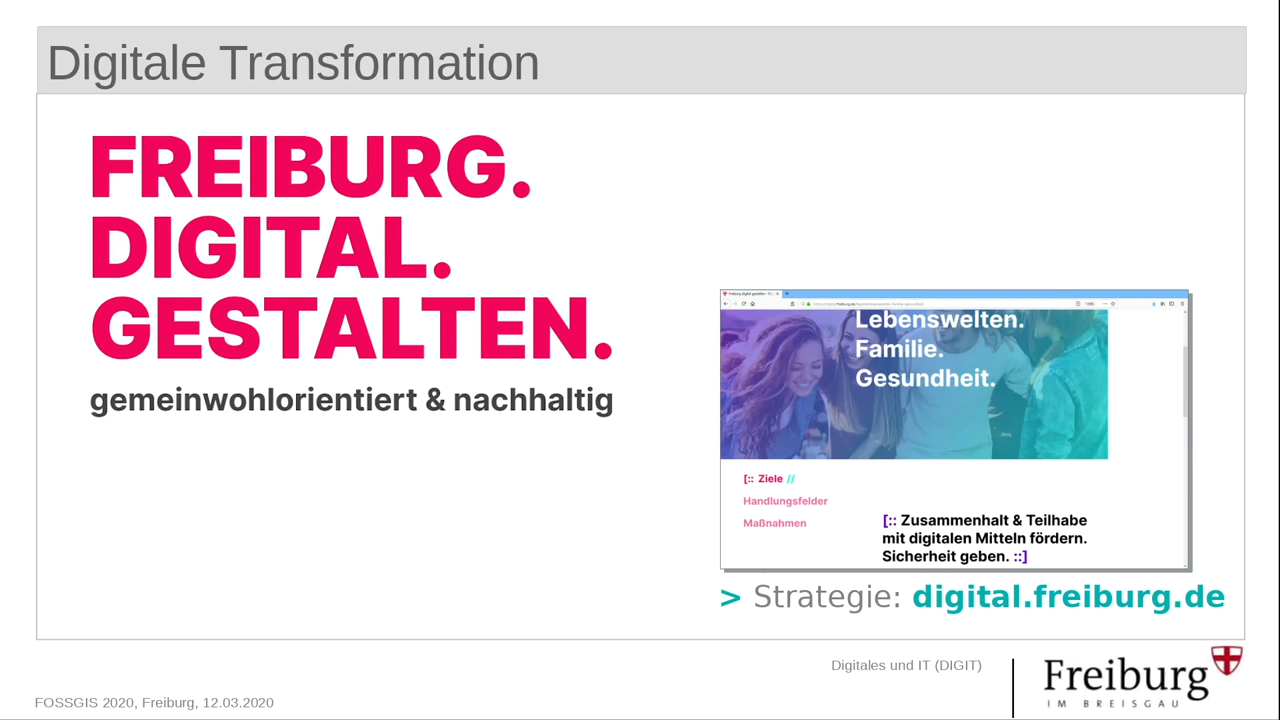 Digitale Transformation
FREIBURG.
DIGITAL.
GESTALTEN.
gemeinwohlorientiert & nachhaltig
Lebenswelten.
Familie.
Gesundheit.
[:: Ziele //
Handlungsfelder
Maßnahmen
[:: Zusammenhalt & Teilhabe
mit digitalen Mitteln fördern.
Sicherheit geben. ::]
> Strategie: digital.freiburg.de
Digitales und IT (DIGIT)
Freiburg
IM BREISGAU
FOSSGIS 2020, Freiburg, 12.03.2020